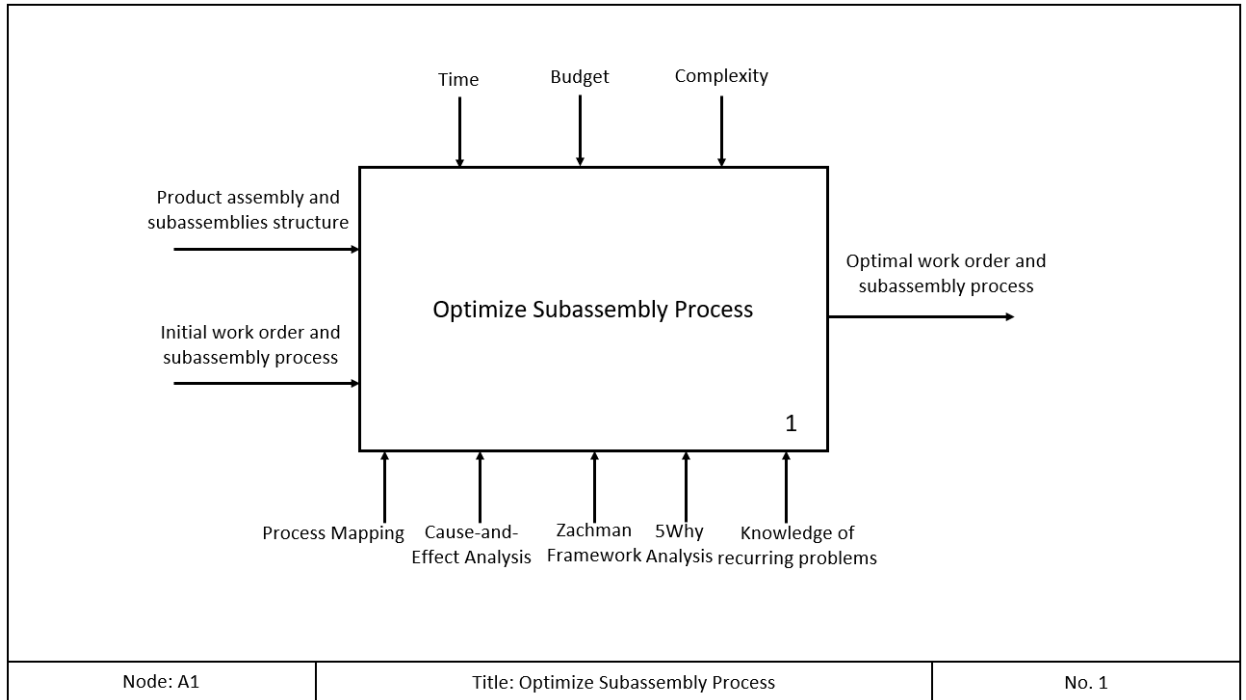 Time
Budget
Complexity
Product assembly and
subassemblies structure
Optimal work order and
subassembly process
Optimize Subassembly Process
Initial work order and
subassembly process
1
Process Mapping
Cause-and-
Effect Analysis
Zachman
Framework
5Why
Analysis
Knowledge of
recurring problems
Node: A1
Title: Optimize Subassembly Process
No. 1